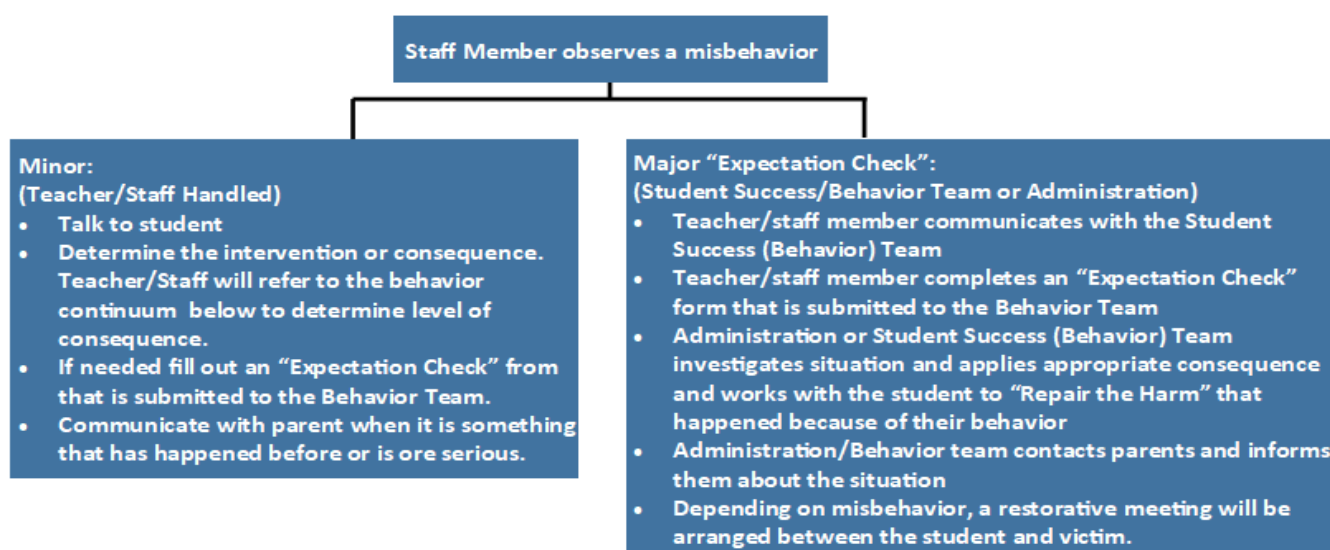 Staff Member observes a misbehavior
Minor:
(Teacher/Staff Handled)
• Talk to student
• Determine the intervention or consequence.
Teacher/Staff will refer to the behavior
continuum below to determine level of
consequence.
• If needed fill out an “Expectation Check” from
that is submitted to the Behavior Team.
• Communicate with parent when it is something
that has happened before or is ore serious.
Major “Expectation Check”:
(Student Success/Behavior Team or Administration)
• Teacher/staff member communicates with the Student
Success (Behavior) Team
• Teacher/staff member completes an “Expectation Check”
form that is submitted to the Behavior Team
• Administration or Student Success (Behavior) Team
investigates situation and applies appropriate consequence
and works with the student to “Repair the Harm” that
happened because of their behavior
• Administration/Behavior team contacts parents and informs
them about the situation
• Depending on misbehavior, a restorative meeting will be
arranged between the student and victim.